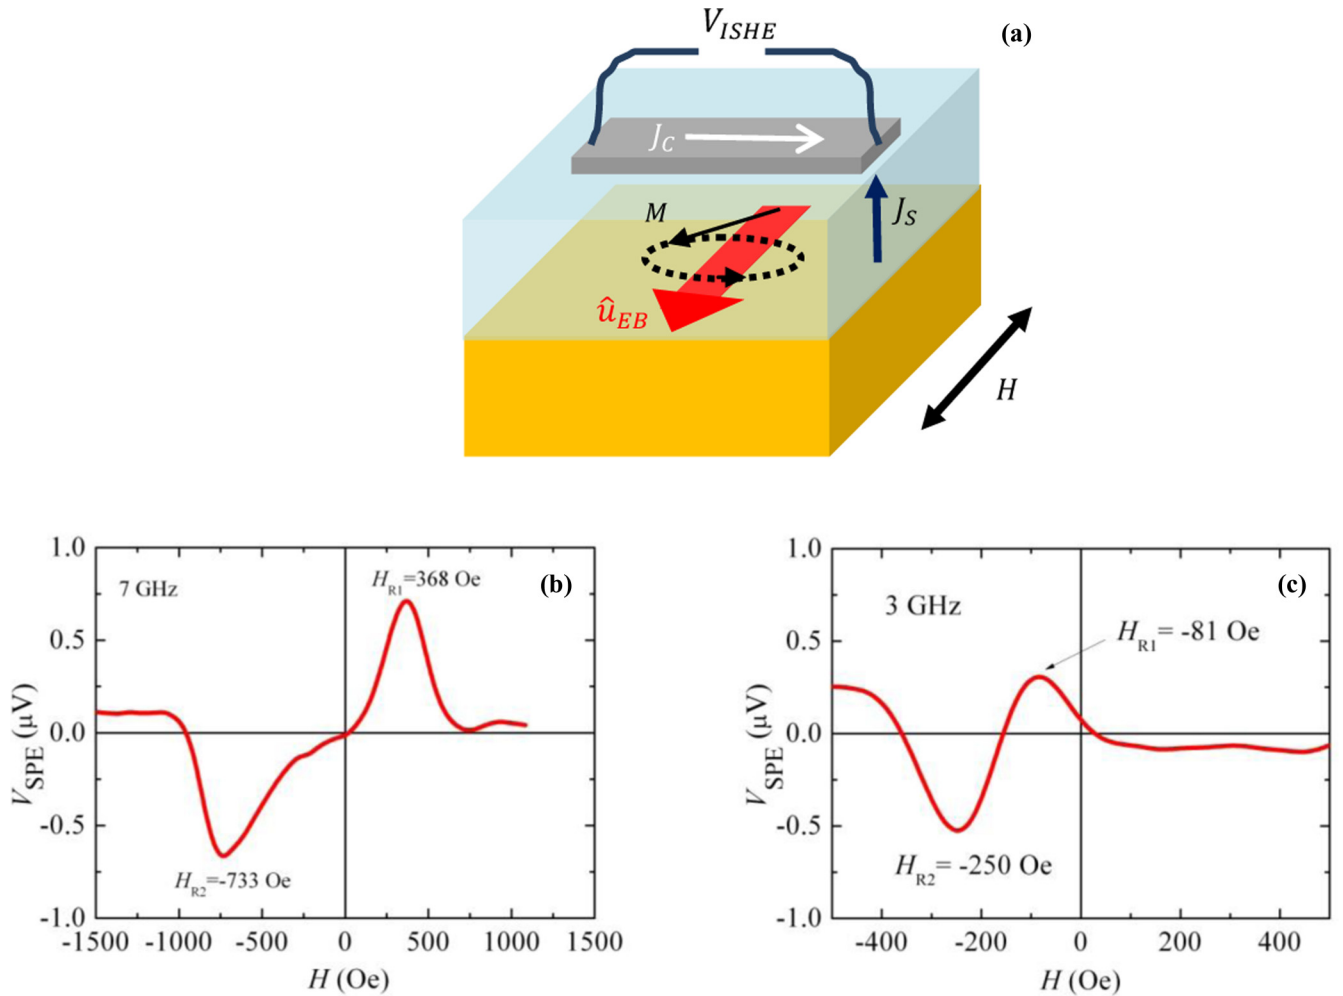 V_ISHE
(a)
J_C
M
J_S
û_EB
H
1.0
0.5
0.0
-0.5
-1.0
V_SPE (μV)
7 GHz
(b)
H_R1=368 Oe
H_R2=-733 Oe
-1500 -1000 -500 0 500 1000 1500
H (Oe)
1.0
0.5
0.0
-0.5
-1.0
V_SPE (μV)
3 GHz
(c)
H_R1= -81 Oe
H_R2= -250 Oe
-400 -200 0 200 400
H (Oe)